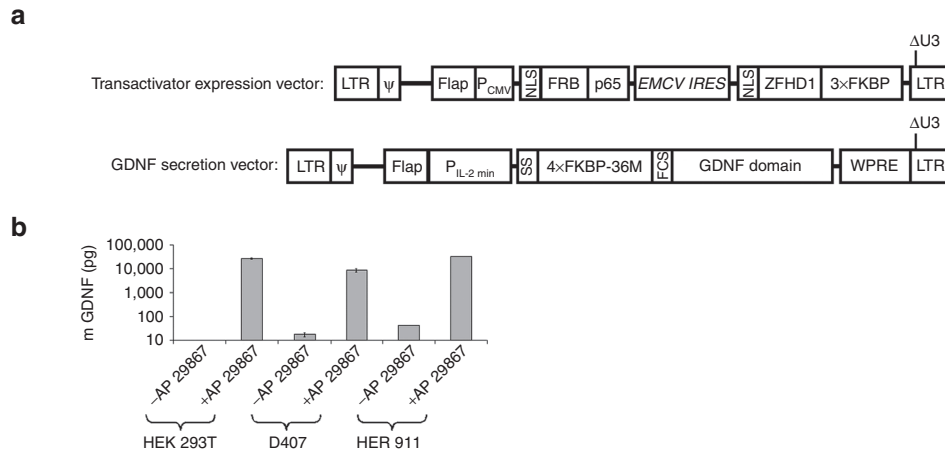 a
ΔU3
Transactivator expression vector: LTR ψ Flap PCMV NLS FRB p65 EMCV IRES NLS ZFHD1 3×FKBP LTR
ΔU3
GDNF secretion vector: LTR ψ Flap PIL-2 min SS 4×FKBP-36M FCS GDNF domain WPRE LTR
b
m GDNF (pg)
100,000
10,000
1,000
100
10
–AP 29867 +AP 29867 –AP 29867 +AP 29867 –AP 29867 +AP 29867
HEK 293T D407 HER 911